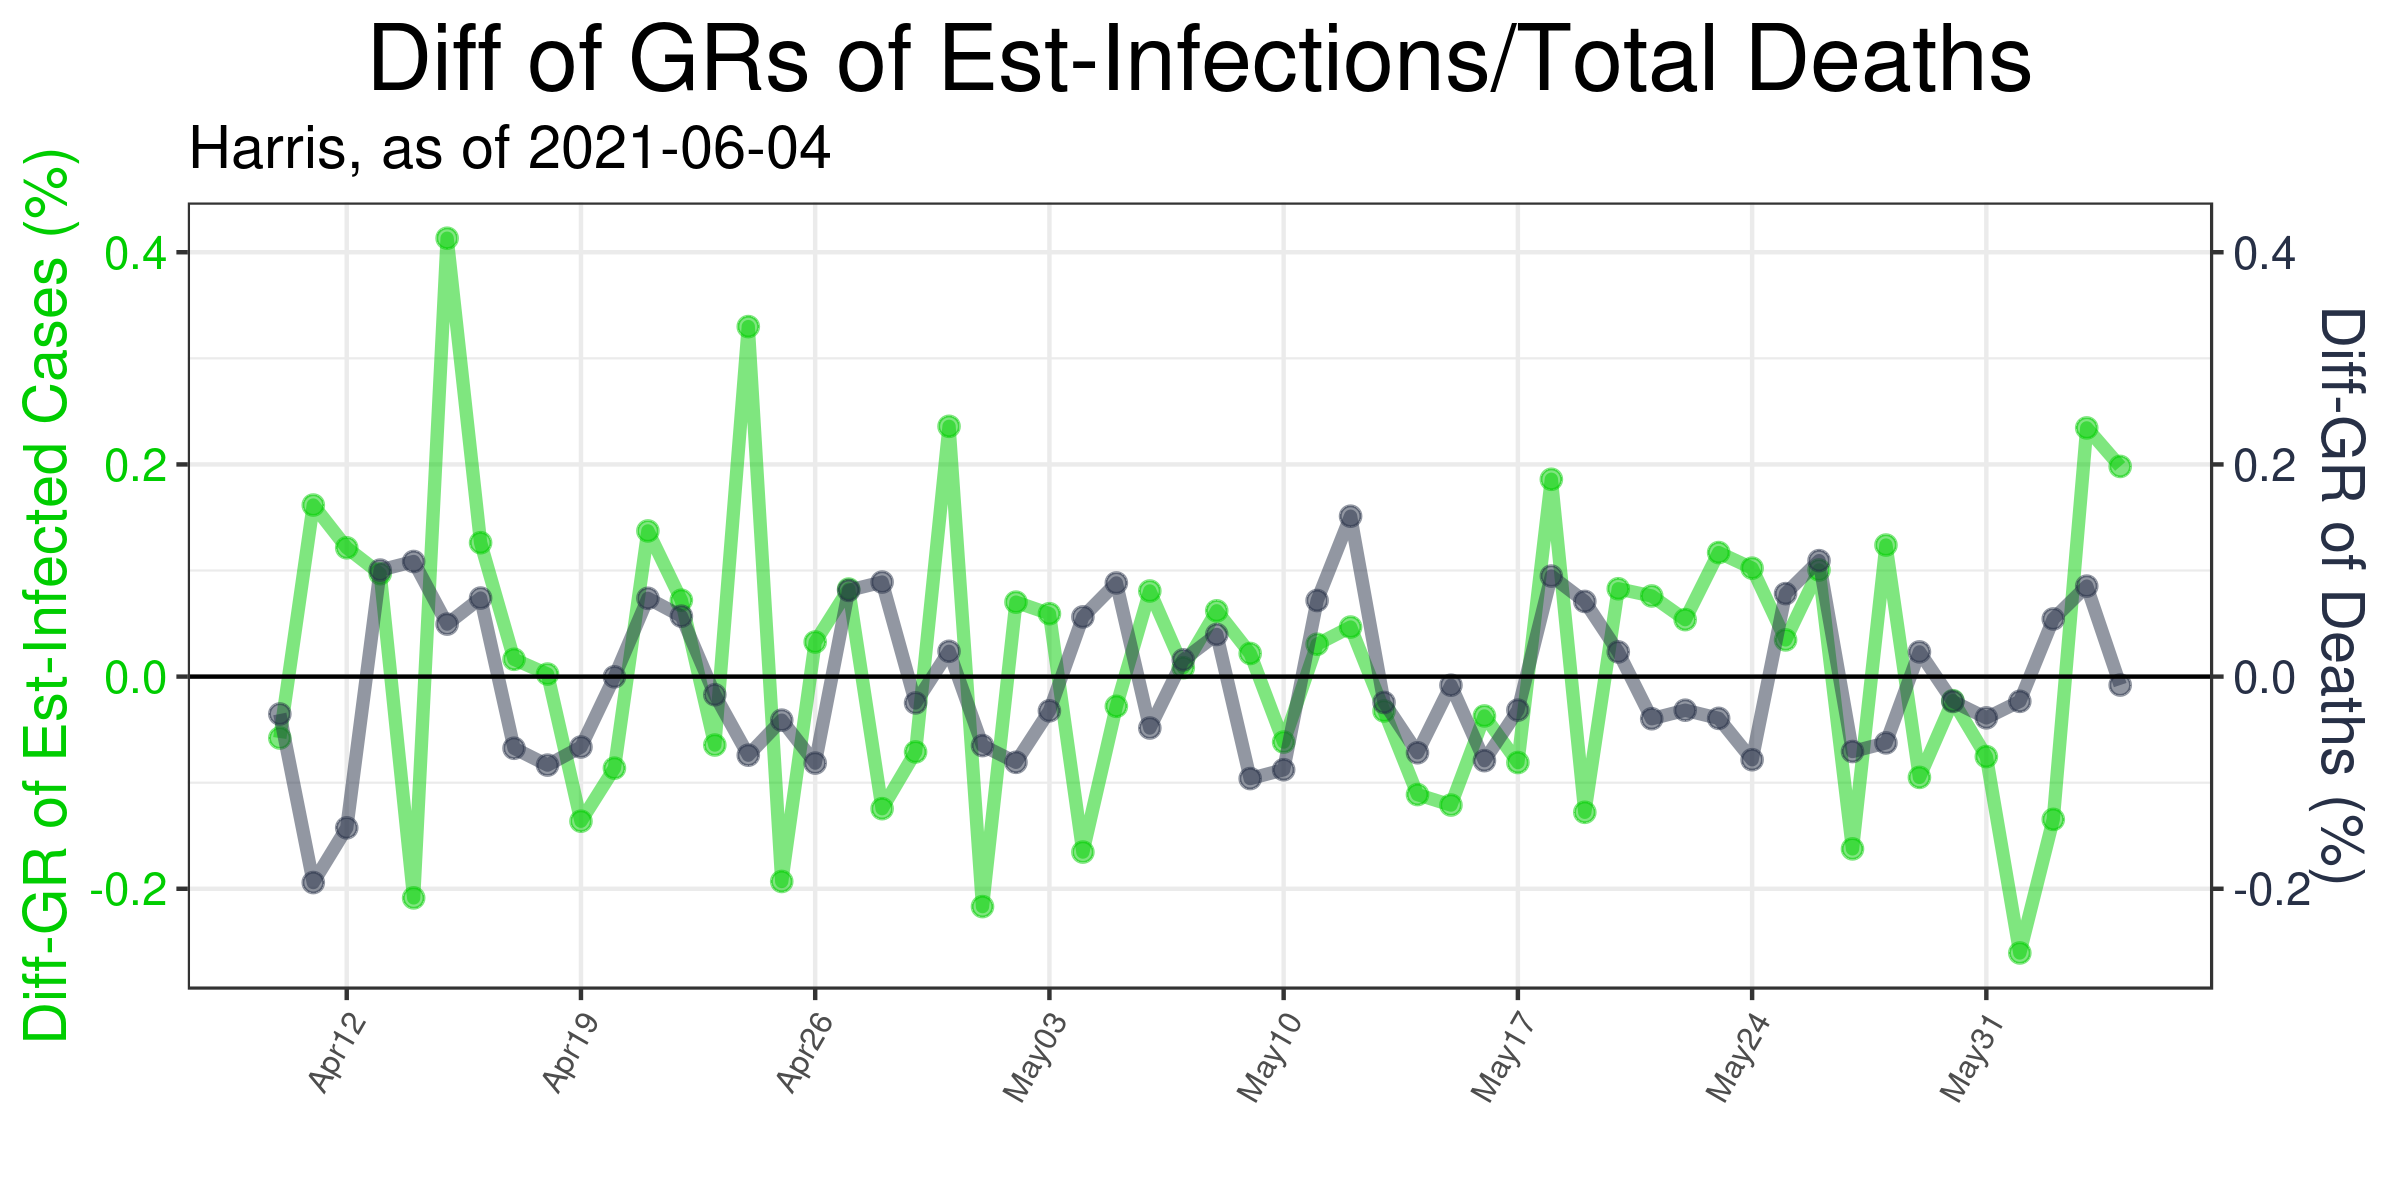 Diff of GRs of Est-Infections/Total Deaths
Harris, as of 2021-06-04
Diff-GR of Est-Infected Cases (%)
0.4
0.2
0.0
-0.2
0.4
0.2
0.0
-0.2
Diff-GR of Deaths (%)
Apr12
Apr19
Apr26
May03
May10
May17
May24
May31